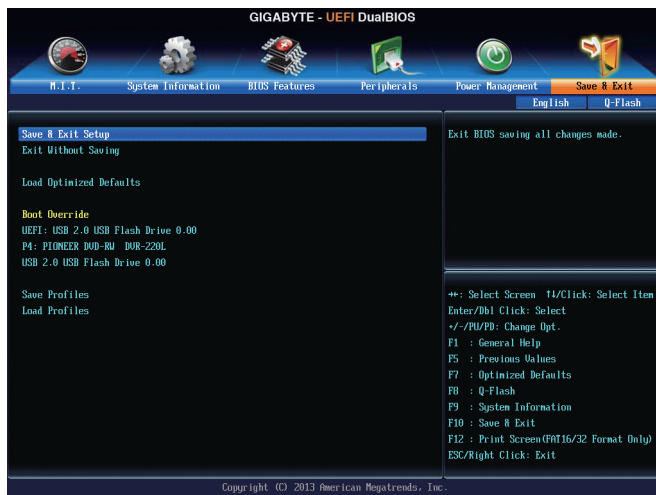 GIGABYTE - UEFI DualBIOS
M.I.T. System Information BIOS Features Peripherals Power Management Save & Exit
English Q-Flash
Save & Exit Setup
Exit Without Saving
Load Optimized Defaults
Boot Override
UEFI: USB 2.0 USB Flash Drive 0.00
P4: PIONEER DVD-RW DVR-220L
USB 2.0 USB Flash Drive 0.00
Save Profiles
Load Profiles
Exit BIOS saving all changes made.
→←: Select Screen ↑↓/Click: Select Item
Enter/Dbl Click: Select
+/-/PU/PD: Change Opt.
F1 : General Help
F5 : Previous Values
F7 : Optimized Defaults
F8 : Q-Flash
F9 : System Information
F10 : Save & Exit
F12 : Print Screen(FAT16/32 Format Only)
ESC/Right Click: Exit
Copyright (C) 2013 American Megatrends, Inc.